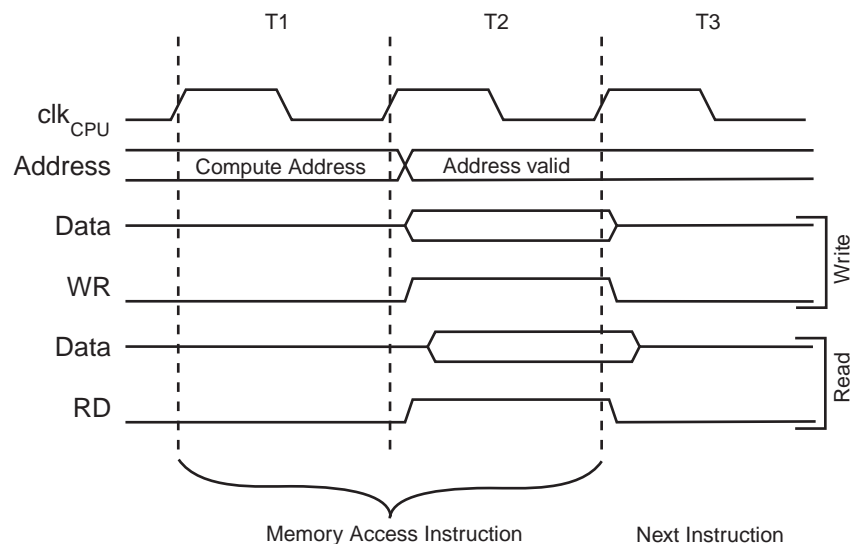 T1 T2 T3
clkCPU
Address Compute Address Address valid
Data
WR
Write
Data
RD
Read
Memory Access Instruction Next Instruction